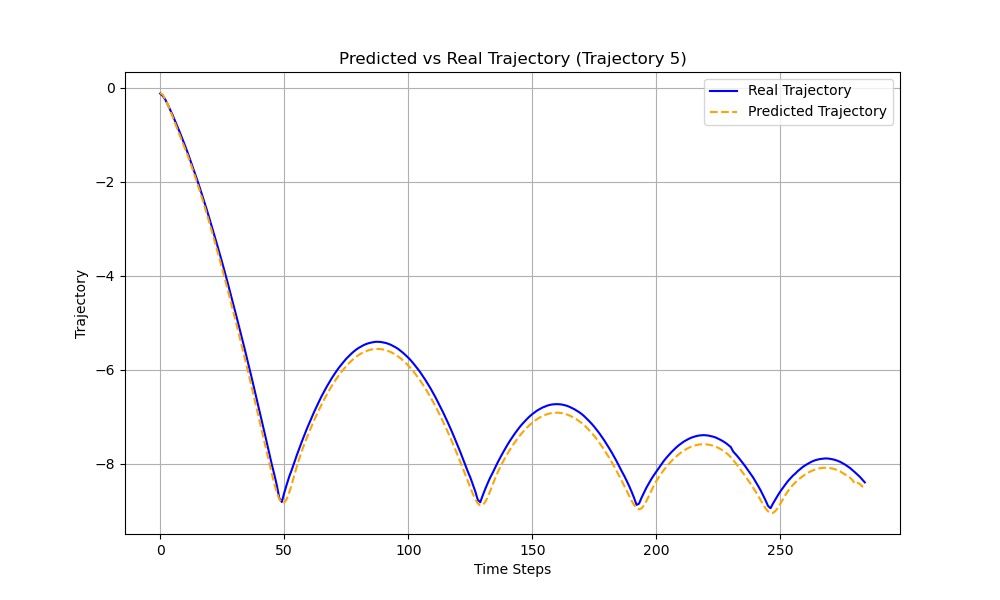 Predicted vs Real Trajectory (Trajectory 5)
Real Trajectory
Predicted Trajectory
Trajectory
0
−2
−4
−6
−8
0 50 100 150 200 250
Time Steps